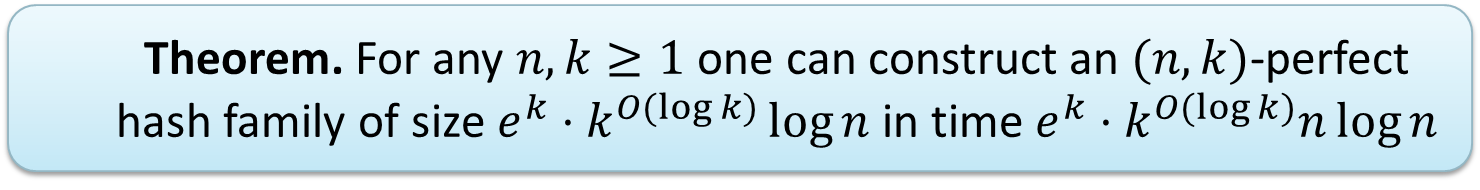 Theorem. For any n, k ≥ 1 one can construct an (n, k)-perfect
hash family of size e^k · k^{O(log k)} log n in time e^k · k^{O(log k)} n log n